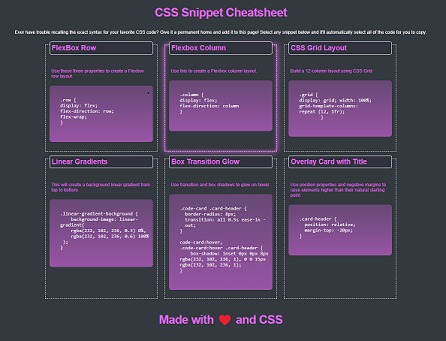 CSS Snippet Cheatsheet
Ever have trouble recalling the exact syntax for your favorite CSS code? Give it a permanent home and add it to this page! Select any snippet below and it'll automatically select all of the code for you to copy.
FlexBox Row
Use these three properties to create a Flexbox
row layout.
.row {
display: flex;
flex-direction: row;
flex-wrap;
}
Flexbox Column
Use this to create a Flexbox column layout.
.column {
display: flex;
flex-direction: column
}
CSS Grid Layout
Build a 12-column layout using CSS Grid
.grid {
display: grid; width: 100%;
grid-template-columns:
repeat (12, 1fr);
}
Linear Gradients
This will create a background linear gradient from
top to bottom.
.linear-gradient-background {
background-image: linear-
gradient(
rgba(232, 102, 236, 0.3) 0%,
rgba(232, 102, 236, 0.6) 100%
);
}
Box Transition Glow
Use transition and box shadows to glow on hover
.code-card .card-header {
border-radius: 8px;
transition: all 0.5s ease-in -
out;
}
code-card:hover,
.code-card:hover .card-header {
box-shadow: inset 0px 0px 8px
rgba(232, 102, 236, 1), 0 0 15px
rgba(232, 102, 236, 1);
}
Overlay Card with Title
Use position properties and negative margins to
raise elements higher than their natural starting
point.
.card-header {
position: relative;
margin-top: -20px;
}
Made with ❤ and CSS